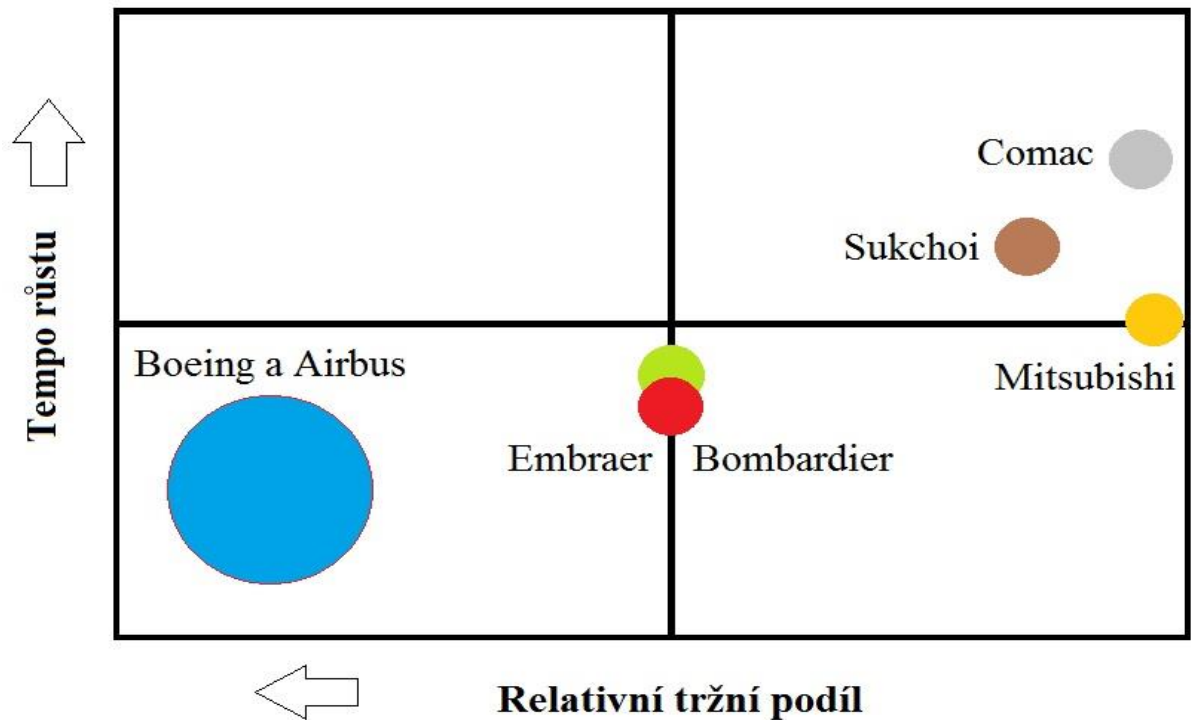 Comac
Sukchoi
Mitsubishi
Boeing a Airbus
Embraer
Bombardier
Tempo růstu
Relativní tržní podíl